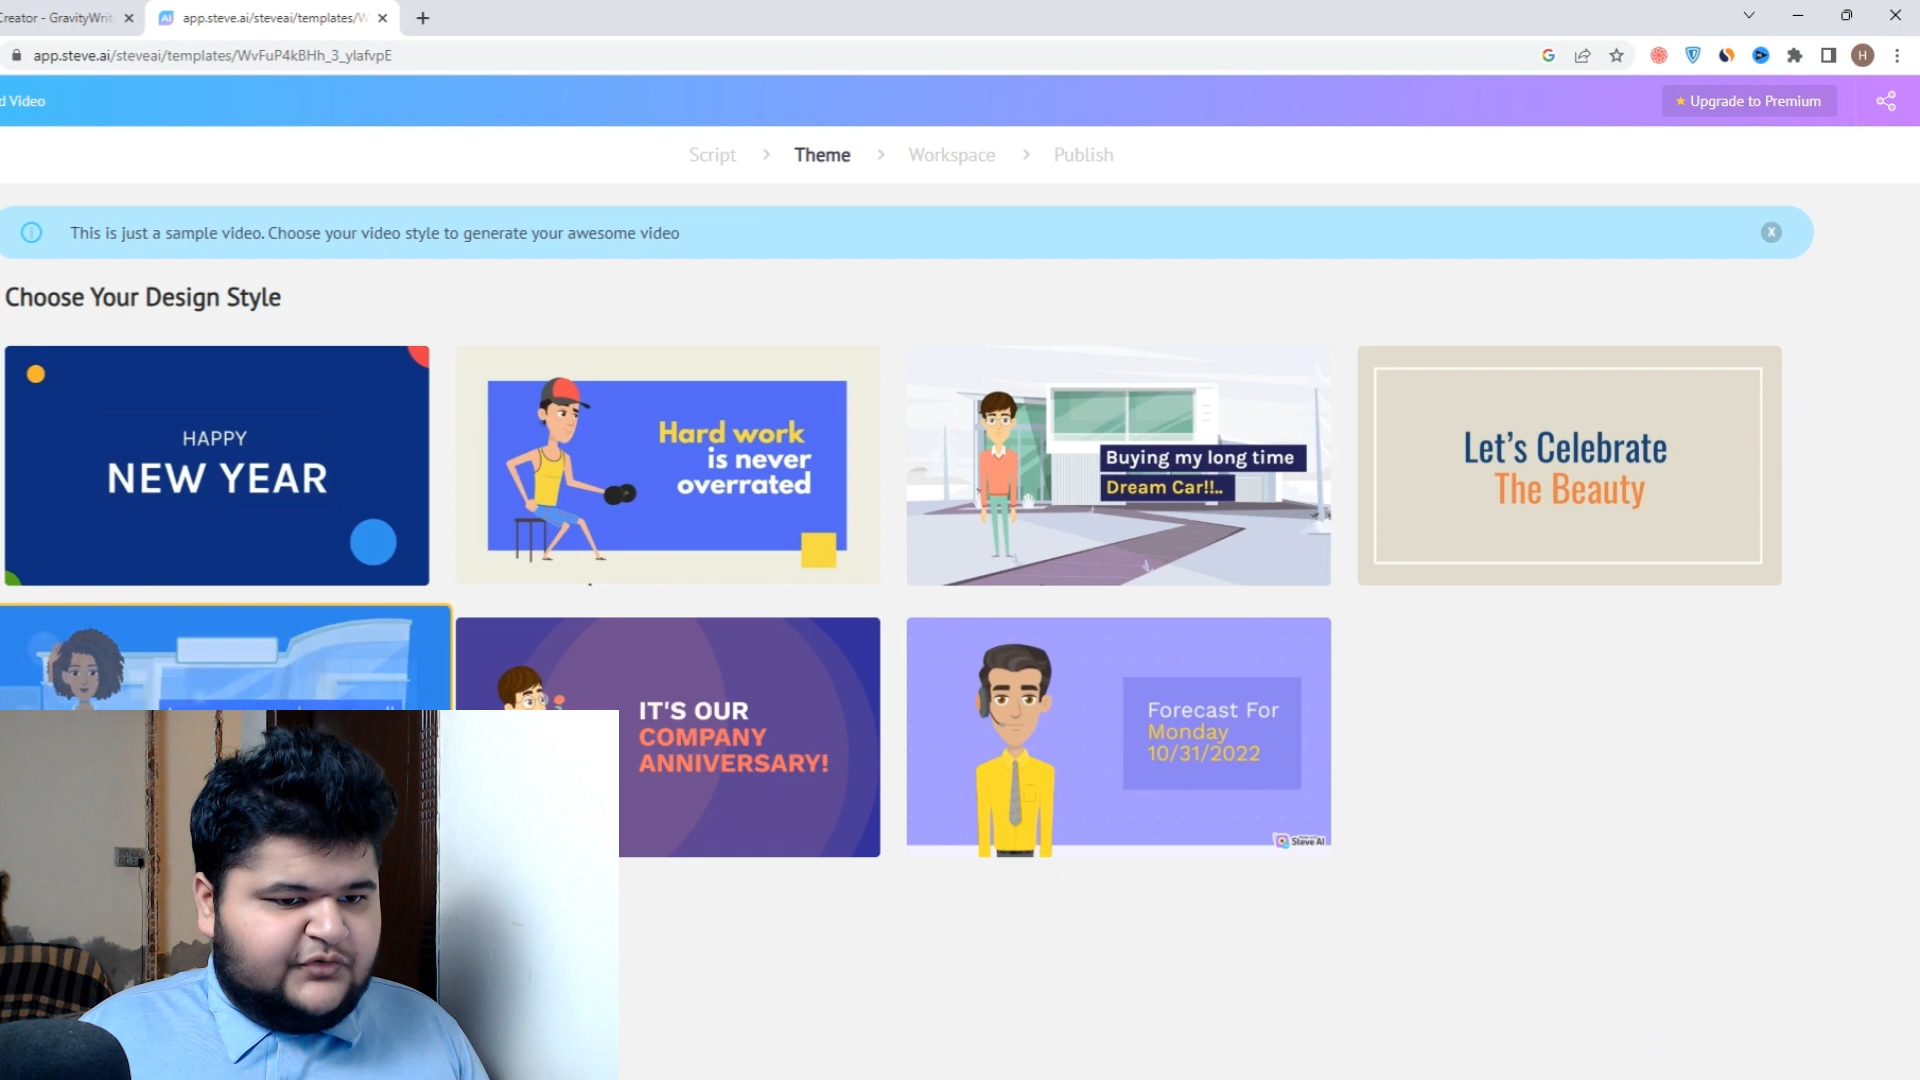 Creator - GravityWrit
app.steve.ai/steveai/templates/W
app.steve.ai/steveai/templates/WvFuP4kBHh_3_ylafvpE
H
d Video
★ Upgrade to Premium
Script > Theme > Workspace > Publish
This is just a sample video. Choose your video style to generate your awesome video
X
Choose Your Design Style
HAPPY
NEW YEAR
Hard work
is never
overrated
Buying my long time
Dream Car!!..
Let's Celebrate
The Beauty
IT'S OUR
COMPANY
ANNIVERSARY!
Forecast For
Monday
10/31/2022
Steve AI